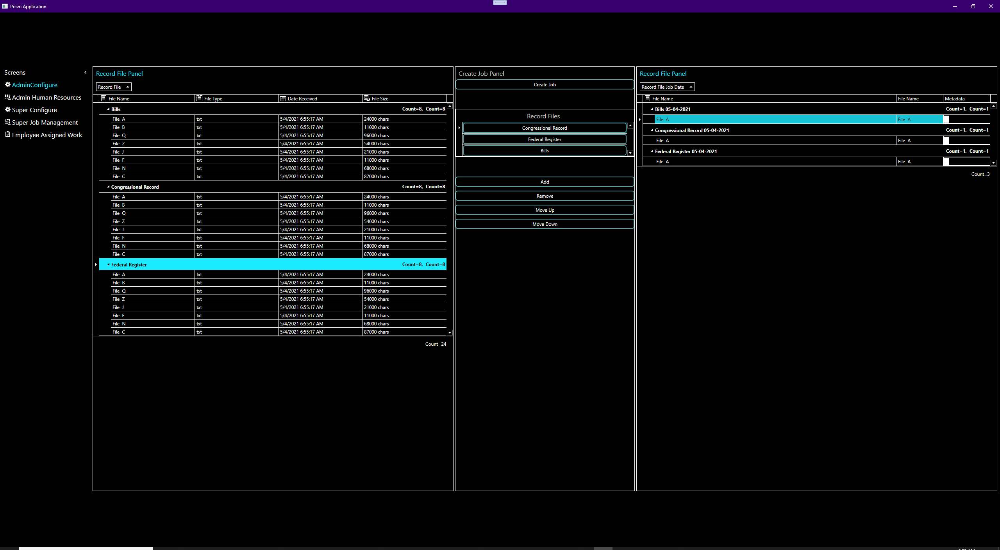 Prism Application
Screens
AdminConfigure
Admin Human Resources
Super Configure
Super Job Management
Employee Assigned Work
Record File Panel
Record File
File Name File Type Date Received File Size
Bills Count=8, Count=8
File A txt 5/4/2021 6:55:17 AM 24000 chars
File B txt 5/4/2021 6:55:17 AM 11000 chars
File Q txt 5/4/2021 6:55:17 AM 96000 chars
File Z txt 5/4/2021 6:55:17 AM 54000 chars
File J txt 5/4/2021 6:55:17 AM 21000 chars
File F txt 5/4/2021 6:55:17 AM 11000 chars
File N txt 5/4/2021 6:55:17 AM 68000 chars
File C txt 5/4/2021 6:55:17 AM 87000 chars
Congressional Record Count=8, Count=8
File A txt 5/4/2021 6:55:17 AM 24000 chars
File B txt 5/4/2021 6:55:17 AM 11000 chars
File Q txt 5/4/2021 6:55:17 AM 96000 chars
File Z txt 5/4/2021 6:55:17 AM 54000 chars
File J txt 5/4/2021 6:55:17 AM 21000 chars
File F txt 5/4/2021 6:55:17 AM 11000 chars
File N txt 5/4/2021 6:55:17 AM 68000 chars
File C txt 5/4/2021 6:55:17 AM 87000 chars
Federal Register Count=8, Count=8
File A txt 5/4/2021 6:55:17 AM 24000 chars
File B txt 5/4/2021 6:55:17 AM 11000 chars
File Q txt 5/4/2021 6:55:17 AM 96000 chars
File Z txt 5/4/2021 6:55:17 AM 54000 chars
File J txt 5/4/2021 6:55:17 AM 21000 chars
File F txt 5/4/2021 6:55:17 AM 11000 chars
File N txt 5/4/2021 6:55:17 AM 68000 chars
File C txt 5/4/2021 6:55:17 AM 87000 chars
Count=24
Create Job Panel
Create Job
Record Files
Congressional Record
Federal Register
Bills
Add
Remove
Move Up
Move Down
Record File Panel
Record File Job Date
File Name File Name Metadata
Bills 05-04-2021 Count=1, Count=1
File A File A
Congressional Record 05-04-2021 Count=1, Count=1
File A File A
Federal Register 05-04-2021 Count=1, Count=1
File A File A
Count=3